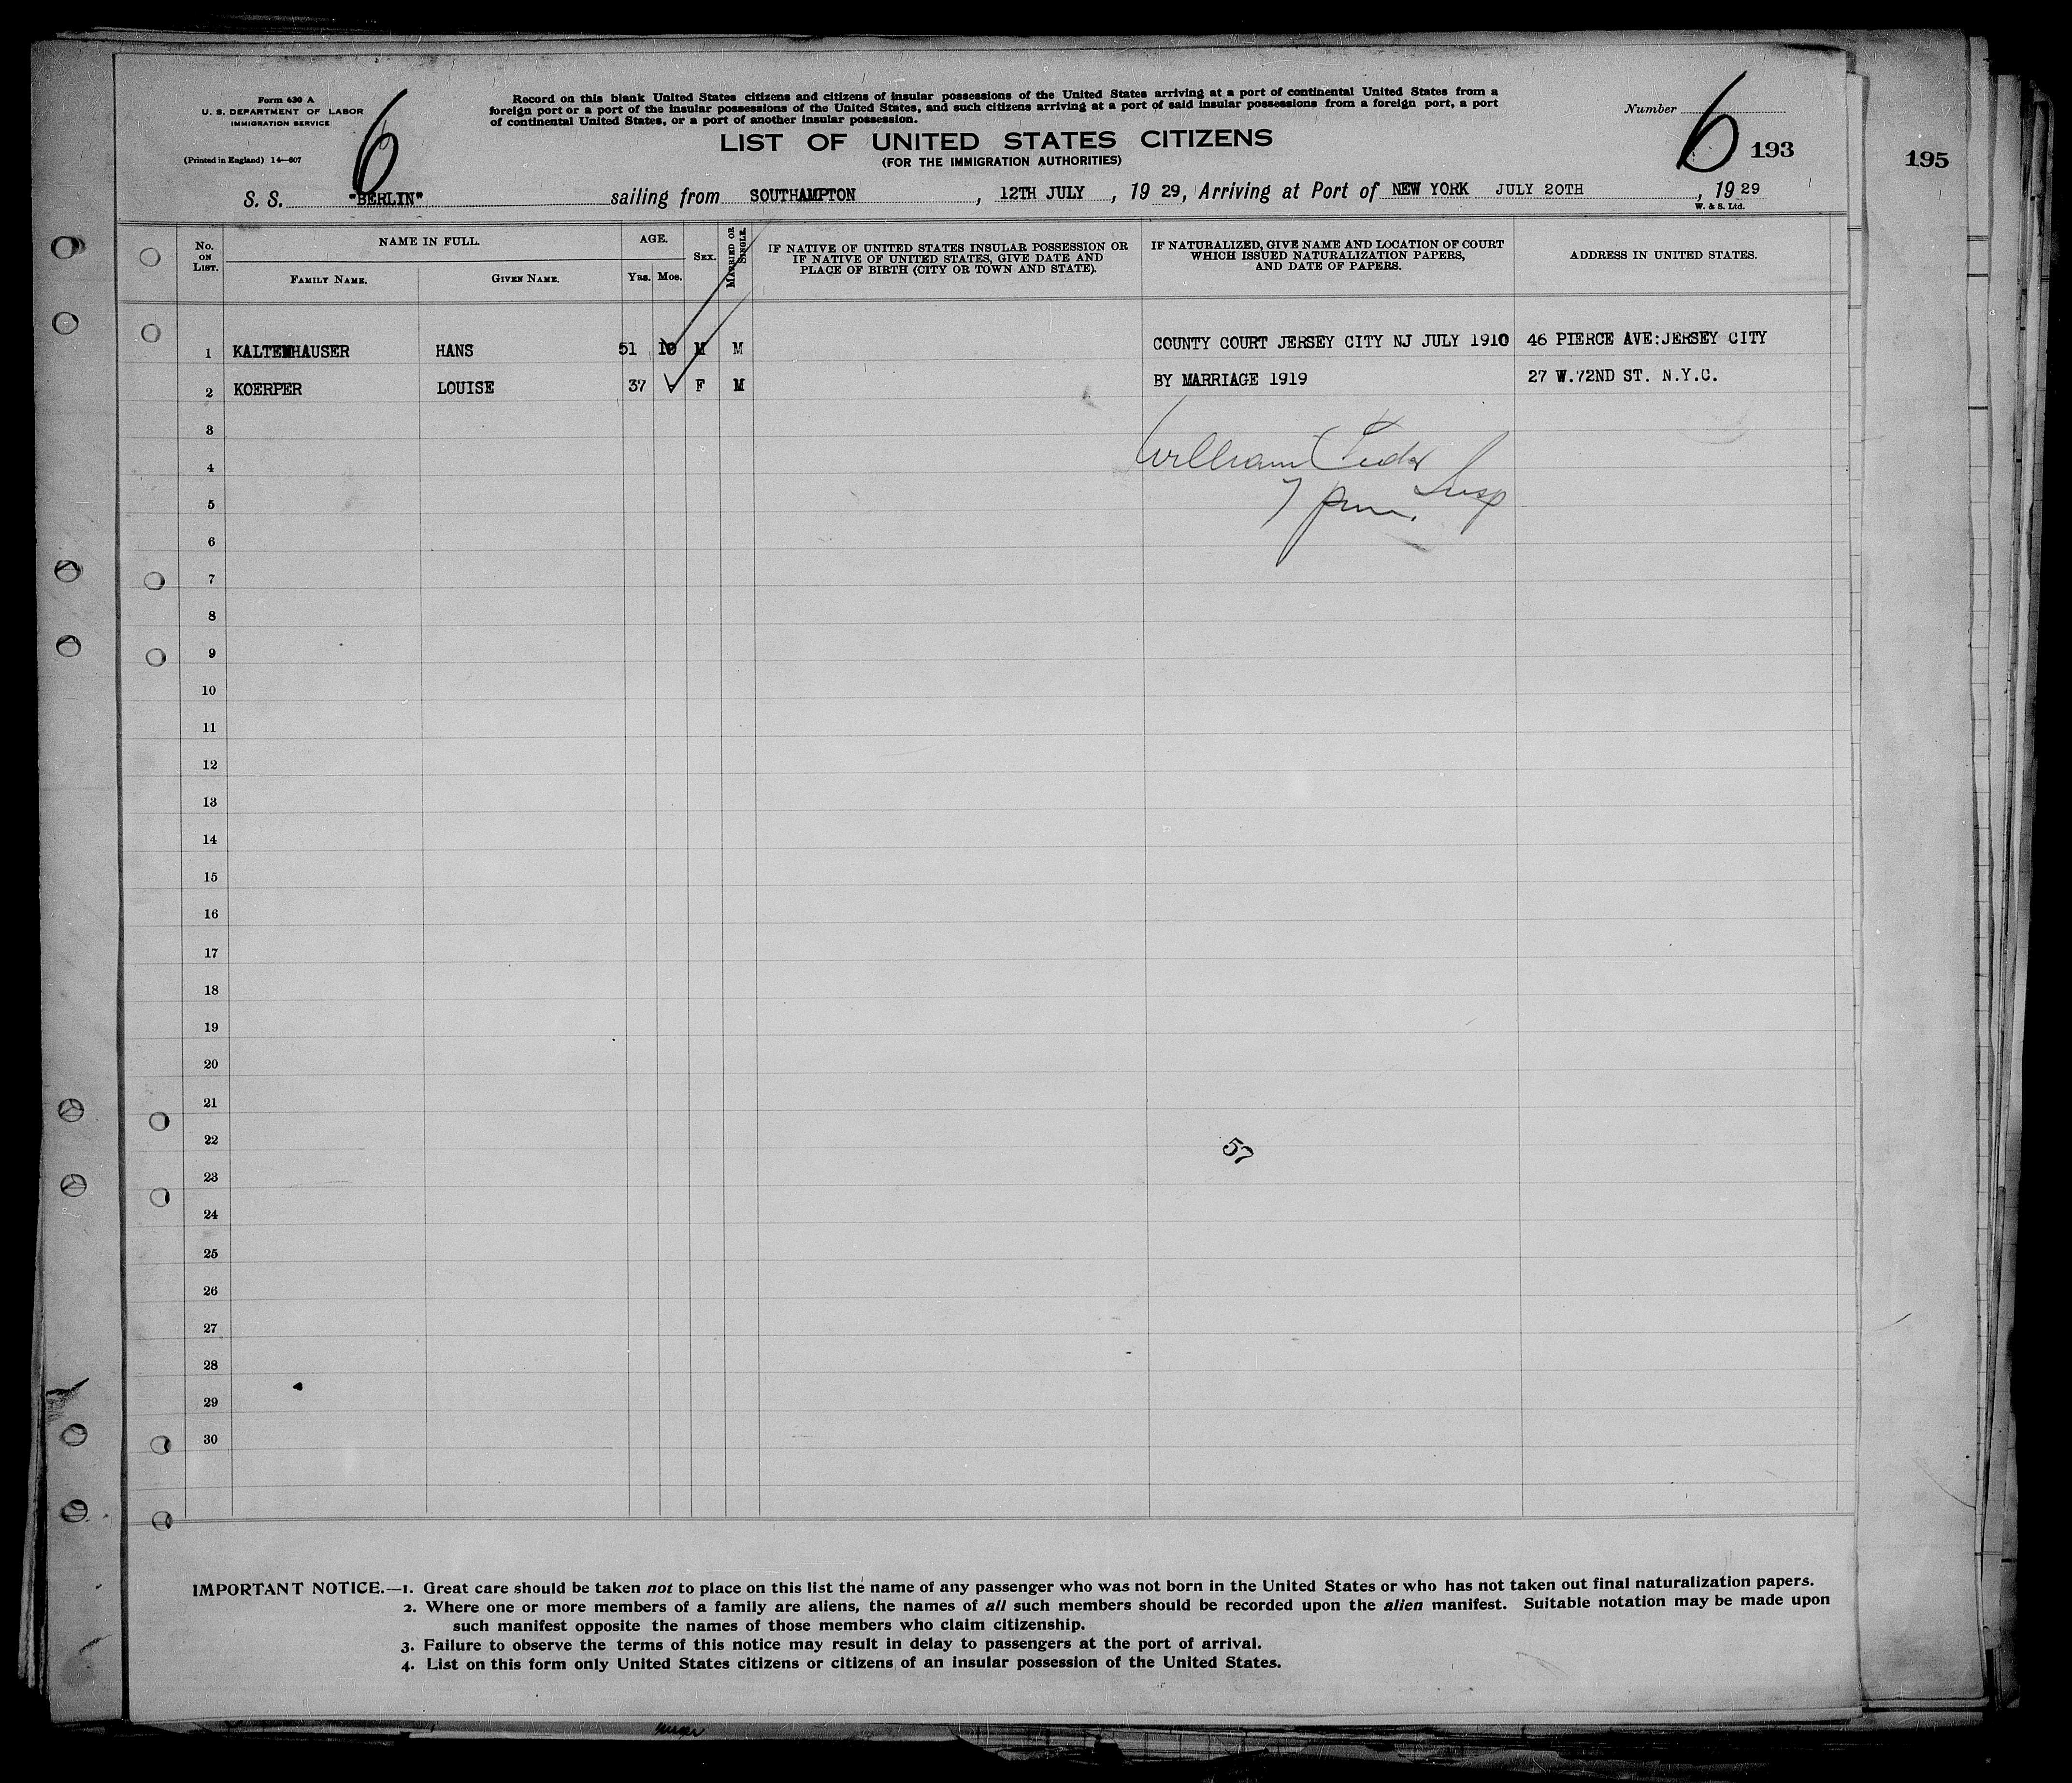 Form 630 A
U. S. DEPARTMENT OF LABOR
IMMIGRATION SERVICE
(Printed in England) 14—607
6
Record on this blank United States citizens and citizens of insular possessions of the United States arriving at a port of continental United States from a
foreign port or a port of the insular possessions of the United States, and such citizens arriving at a port of said insular possessions from a foreign port, a port
of continental United States, or a port of another insular possession.
LIST OF UNITED STATES CITIZENS
(FOR THE IMMIGRATION AUTHORITIES)
Number 6
193
195
S. S. "BERLIN" sailing from SOUTHAMPTON, 12TH JULY, 19 29, Arriving at Port of NEW YORK JULY 20TH, 19 29
W. & S. Ltd.
No. ON LIST.
NAME IN FULL.
FAMILY NAME.
GIVEN NAME.
AGE.
Yrs. Mos.
SEX.
MARRIED OR SINGLE.
IF NATIVE OF UNITED STATES INSULAR POSSESSION OR
IF NATIVE OF UNITED STATES, GIVE DATE AND
PLACE OF BIRTH (CITY OR TOWN AND STATE).
IF NATURALIZED, GIVE NAME AND LOCATION OF COURT
WHICH ISSUED NATURALIZATION PAPERS,
AND DATE OF PAPERS.
ADDRESS IN UNITED STATES.
1 KALTENHAUSER HANS 51 10 M M COUNTY COURT JERSEY CITY NJ JULY 1910 46 PIERCE AVE:JERSEY CITY
2 KOERPER LOUISE 37 F M BY MARRIAGE 1919 27 W.72ND ST. N.Y.C.
3
William
4
Insp
5
6
7
8
9
10
11
12
13
14
15
16
17
18
19
20
21
22
57
23
24
25
26
27
28
29
30
IMPORTANT NOTICE.—1. Great care should be taken not to place on this list the name of any passenger who was not born in the United States or who has not taken out final naturalization papers.
2. Where one or more members of a family are aliens, the names of all such members should be recorded upon the alien manifest. Suitable notation may be made upon
such manifest opposite the names of those members who claim citizenship.
3. Failure to observe the terms of this notice may result in delay to passengers at the port of arrival.
4. List on this form only United States citizens or citizens of an insular possession of the United States.